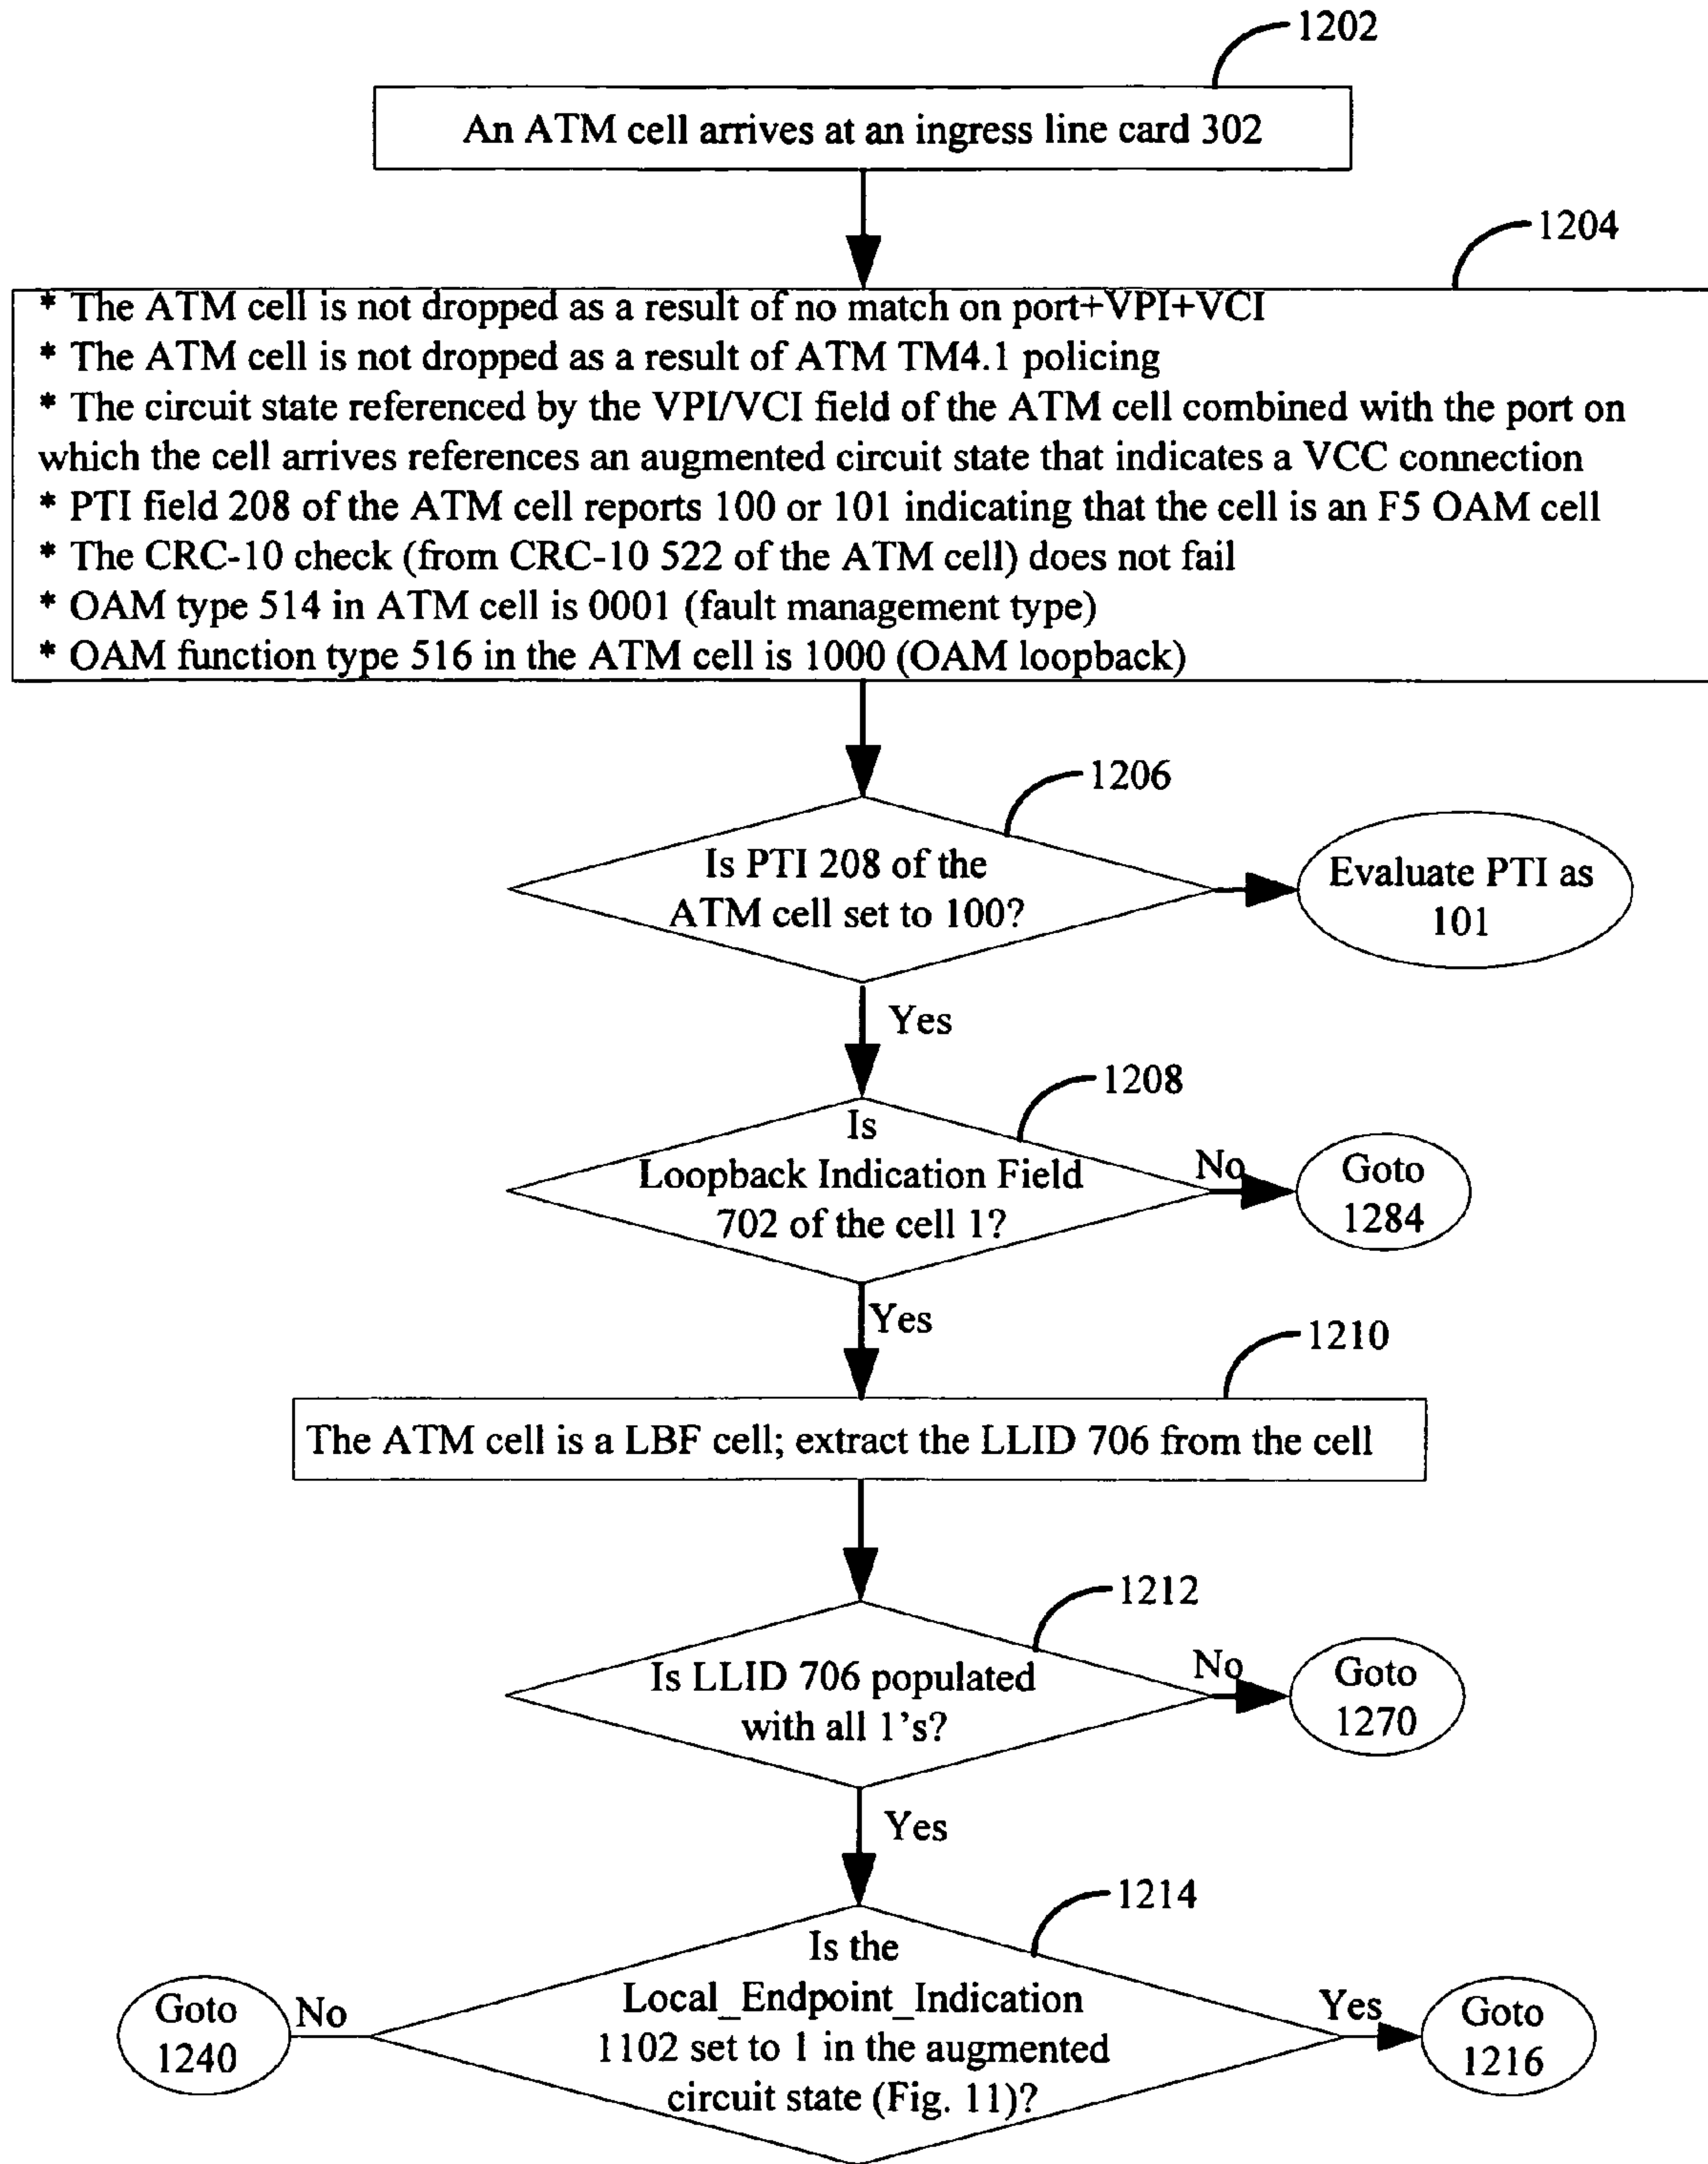 1202
An ATM cell arrives at an ingress line card 302
1204
* The ATM cell is not dropped as a result of no match on port+VPI+VCI
* The ATM cell is not dropped as a result of ATM TM4.1 policing
* The circuit state referenced by the VPI/VCI field of the ATM cell combined with the port on
which the cell arrives references an augmented circuit state that indicates a VCC connection
* PTI field 208 of the ATM cell reports 100 or 101 indicating that the cell is an F5 OAM cell
* The CRC-10 check (from CRC-10 522 of the ATM cell) does not fail
* OAM type 514 in ATM cell is 0001 (fault management type)
* OAM function type 516 in the ATM cell is 1000 (OAM loopback)
1206
Is PTI 208 of the
ATM cell set to 100?
Evaluate PTI as
101
Yes
1208
Is
Loopback Indication Field
702 of the cell 1?
No
Goto
1284
Yes
1210
The ATM cell is a LBF cell; extract the LLID 706 from the cell
1212
Is LLID 706 populated
with all 1's?
No
Goto
1270
Yes
1214
Is the
Local_Endpoint_Indication
1102 set to 1 in the augmented
circuit state (Fig. 11)?
No
Goto
1240
Yes
Goto
1216